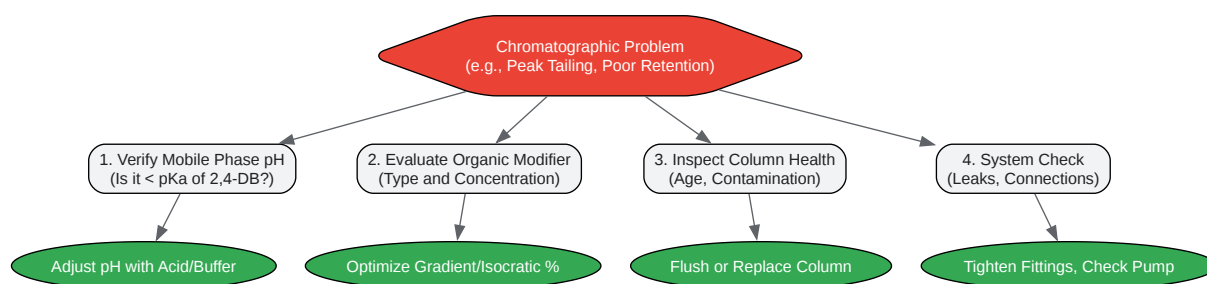 Chromatographic Problem
(e.g., Peak Tailing, Poor Retention)
1. Verify Mobile Phase pH
(Is it < pKa of 2,4-DB?)
2. Evaluate Organic Modifier
(Type and Concentration)
3. Inspect Column Health
(Age, Contamination)
4. System Check
(Leaks, Connections)
Adjust pH with Acid/Buffer
Optimize Gradient/Isocratic %
Flush or Replace Column
Tighten Fittings, Check Pump